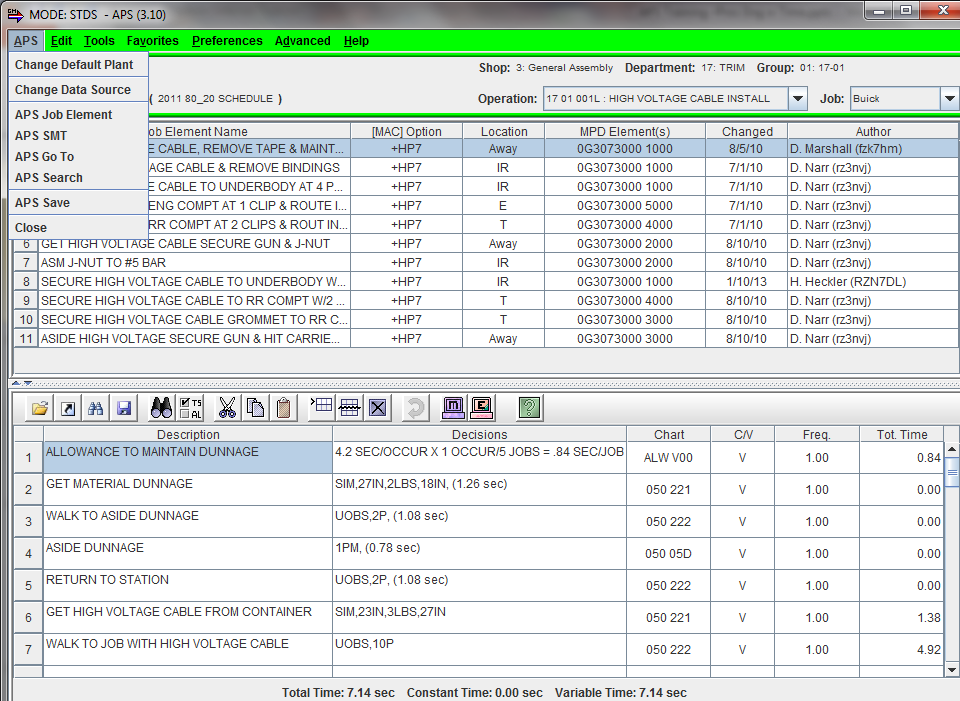 MODE: STDS - APS (3.10)
APS Edit Tools Favorites Preferences Advanced Help
Change Default Plant
Change Data Source
APS Job Element
APS SMT
APS Go To
APS Search
APS Save
Close
Shop: 3: General Assembly Department: 17: TRIM Group: 01: 17-01
( 2011 80_20 SCHEDULE ) Operation: 17 01 001L : HIGH VOLTAGE CABLE INSTALL Job: Buick
ob Element Name [MAC] Option Location MPD Element(s) Changed Author
E CABLE, REMOVE TAPE & MAINT... +HP7 Away 0G3073000 1000 8/5/10 D. Marshall (fzk7hm)
AGE CABLE & REMOVE BINDINGS +HP7 IR 0G3073000 1000 7/1/10 D. Narr (rz3nvj)
E CABLE TO UNDERBODY AT 4 P... +HP7 IR 0G3073000 1000 7/1/10 D. Narr (rz3nvj)
ENG COMPT AT 1 CLIP & ROUTE I... +HP7 E 0G3073000 5000 7/1/10 D. Narr (rz3nvj)
RR COMPT AT 2 CLIPS & ROUT IN... +HP7 T 0G3073000 4000 7/1/10 D. Narr (rz3nvj)
6 GET HIGH VOLTAGE CABLE SECURE GUN & J-NUT +HP7 Away 0G3073000 2000 8/10/10 D. Narr (rz3nvj)
7 ASM J-NUT TO #5 BAR +HP7 IR 0G3073000 2000 8/10/10 D. Narr (rz3nvj)
8 SECURE HIGH VOLTAGE CABLE TO UNDERBODY W... +HP7 IR 0G3073000 1000 1/10/13 H. Heckler (RZN7DL)
9 SECURE HIGH VOLTAGE CABLE TO RR COMPT W/2 ... +HP7 T 0G3073000 4000 8/10/10 D. Narr (rz3nvj)
10 SECURE HIGH VOLTAGE CABLE GROMMET TO RR C... +HP7 T 0G3073000 3000 8/10/10 D. Narr (rz3nvj)
11 ASIDE HIGH VOLTAGE SECURE GUN & HIT CARRIE... +HP7 Away 0G3073000 3000 8/10/10 D. Narr (rz3nvj)
Description Decisions Chart C/V Freq. Tot. Time
1 ALLOWANCE TO MAINTAIN DUNNAGE 4.2 SEC/OCCUR X 1 OCCUR/5 JOBS = .84 SEC/JOB ALW V00 V 1.00 0.84
2 GET MATERIAL DUNNAGE SIM,27IN,2LBS,18IN, (1.26 sec) 050 221 V 1.00 0.00
3 WALK TO ASIDE DUNNAGE UOBS,2P, (1.08 sec) 050 222 V 1.00 0.00
4 ASIDE DUNNAGE 1PM, (0.78 sec) 050 05D V 1.00 0.00
5 RETURN TO STATION UOBS,2P, (1.08 sec) 050 222 V 1.00 0.00
6 GET HIGH VOLTAGE CABLE FROM CONTAINER SIM,23IN,3LBS,27IN 050 221 V 1.00 1.38
7 WALK TO JOB WITH HIGH VOLTAGE CABLE UOBS,10P 050 222 V 1.00 4.92
Total Time: 7.14 sec Constant Time: 0.00 sec Variable Time: 7.14 sec